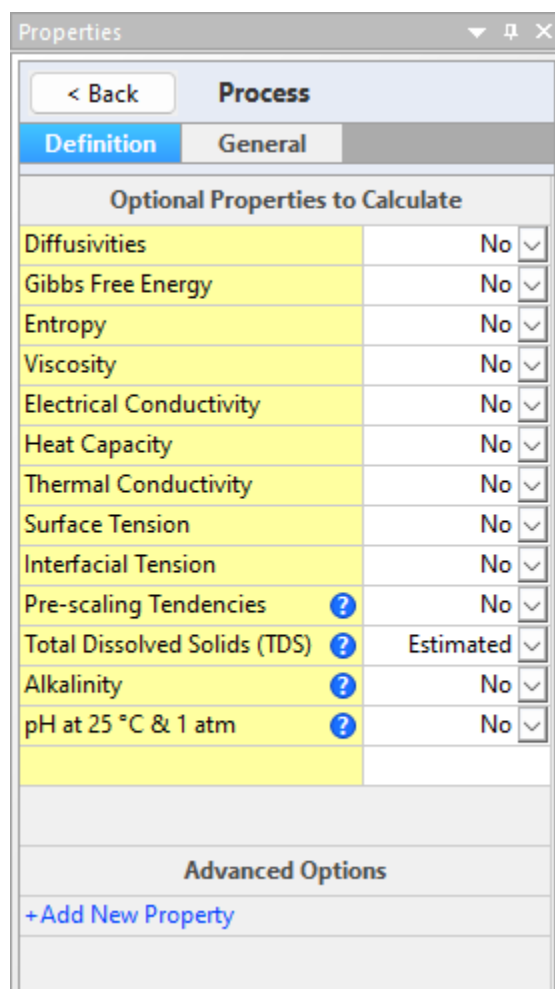 Properties
< Back Process
Definition General
Optional Properties to Calculate
Diffusivities No
Gibbs Free Energy No
Entropy No
Viscosity No
Electrical Conductivity No
Heat Capacity No
Thermal Conductivity No
Surface Tension No
Interfacial Tension No
Pre-scaling Tendencies ? No
Total Dissolved Solids (TDS) ? Estimated
Alkalinity ? No
pH at 25 °C & 1 atm ? No
Advanced Options
+Add New Property